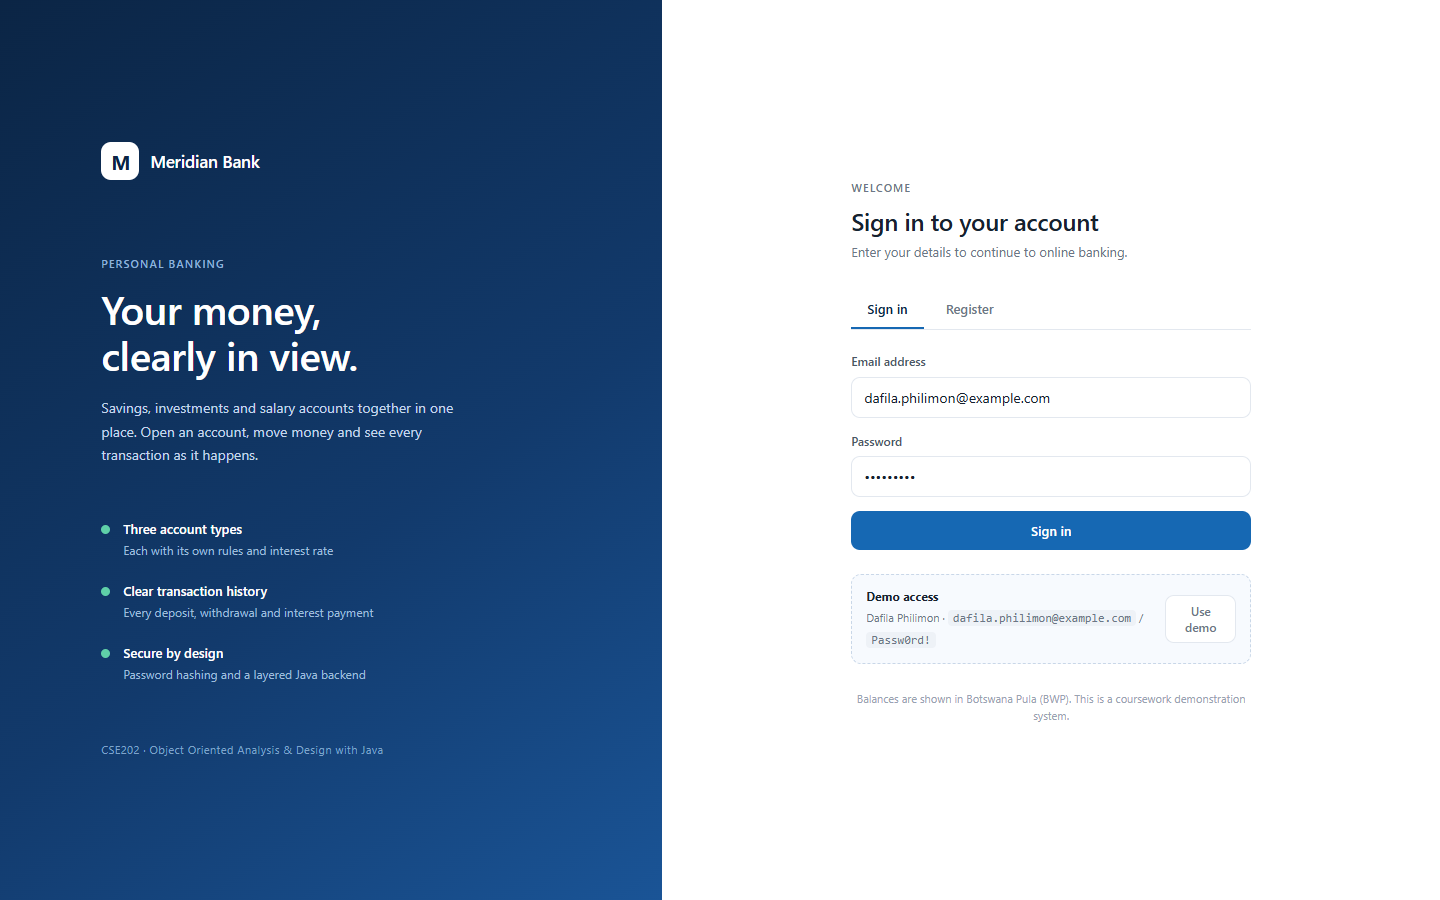 M
Meridian Bank
PERSONAL BANKING
Your money,
clearly in view.
Savings, investments and salary accounts together in one
place. Open an account, move money and see every
transaction as it happens.
Three account types
Each with its own rules and interest rate
Clear transaction history
Every deposit, withdrawal and interest payment
Secure by design
Password hashing and a layered Java backend
CSE202 · Object Oriented Analysis & Design with Java
WELCOME
Sign in to your account
Enter your details to continue to online banking.
Sign in
Register
Email address
dafila.philimon@example.com
Password
•••••••••
Sign in
Demo access
Dafila Philimon · dafila.philimon@example.com /
Passw0rd!
Use
demo
Balances are shown in Botswana Pula (BWP). This is a coursework demonstration
system.